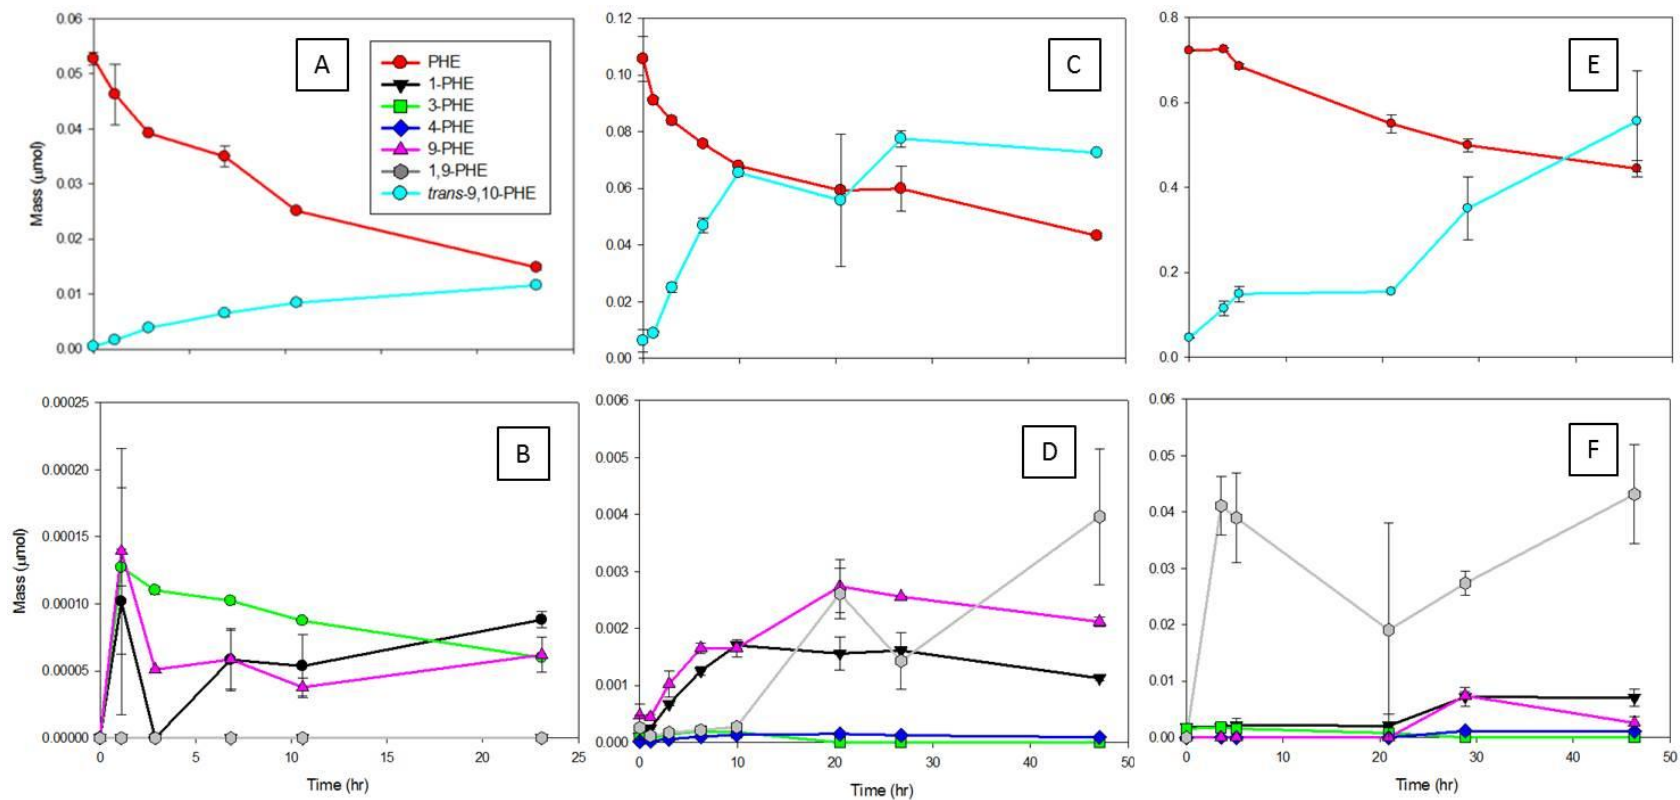 0.06
0.05
0.04
0.03
0.02
0.01
0.00
Mass (µmol)
A
PHE
1-PHE
3-PHE
4-PHE
9-PHE
1,9-PHE
trans-9,10-PHE
0.12
0.10
0.08
0.06
0.04
0.02
0.00
C
0.8
0.6
0.4
0.2
0.0
E
0.00025
0.00020
0.00015
0.00010
0.00005
0.00000
Mass (µmol)
B
0 5 10 15 20 25
Time (hr)
0.006
0.005
0.004
0.003
0.002
0.001
0.000
D
0 10 20 30 40 50
Time (hr)
0.06
0.05
0.04
0.03
0.02
0.01
0.00
F
0 10 20 30 40 50
Time (hr)